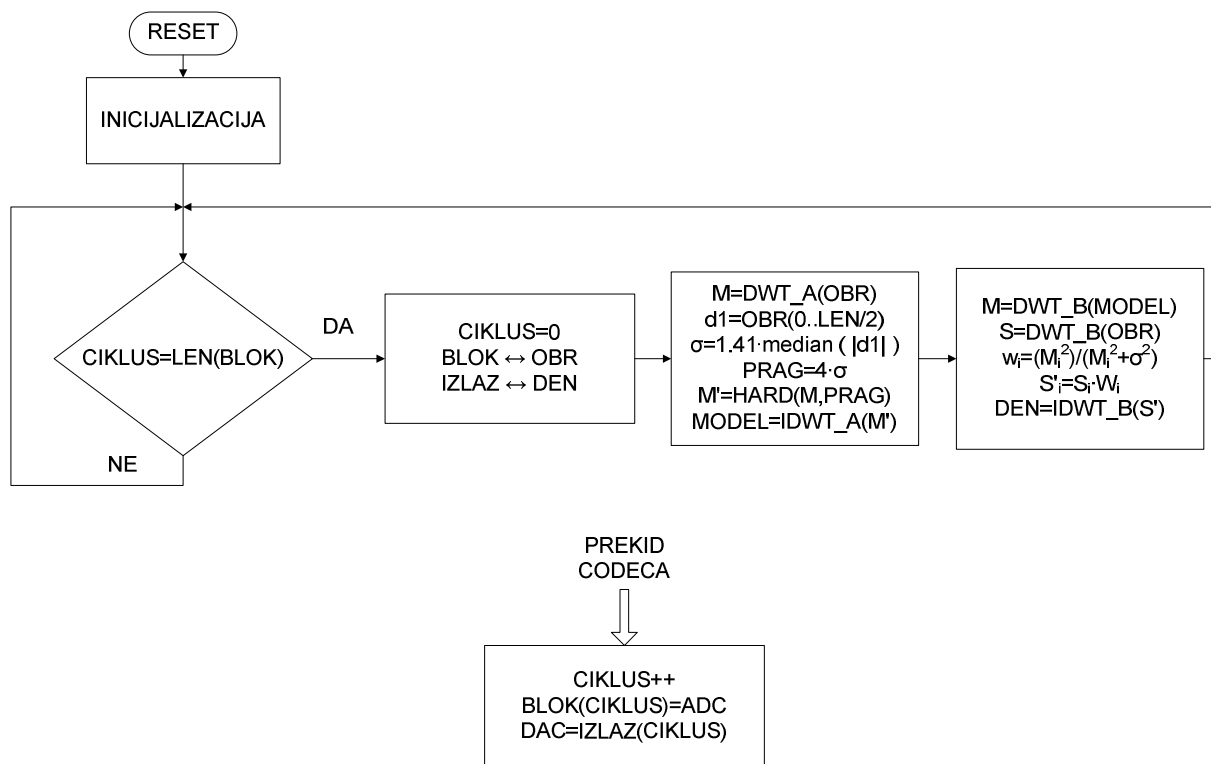 RESET
INICIJALIZACIJA
CIKLUS=LEN(BLOK)
DA
NE
CIKLUS=0
BLOK ↔ OBR
IZLAZ ↔ DEN
M=DWT_A(OBR)
d1=OBR(0..LEN/2)
σ=1.41·median ( |d1| )
PRAG=4·σ
M'=HARD(M,PRAG)
MODEL=IDWT_A(M')
M=DWT_B(MODEL)
S=DWT_B(OBR)
wᵢ=(Mᵢ²)/(Mᵢ²+σ²)
S'ᵢ=Sᵢ·Wᵢ
DEN=IDWT_B(S')
PREKID
CODECA
CIKLUS++
BLOK(CIKLUS)=ADC
DAC=IZLAZ(CIKLUS)